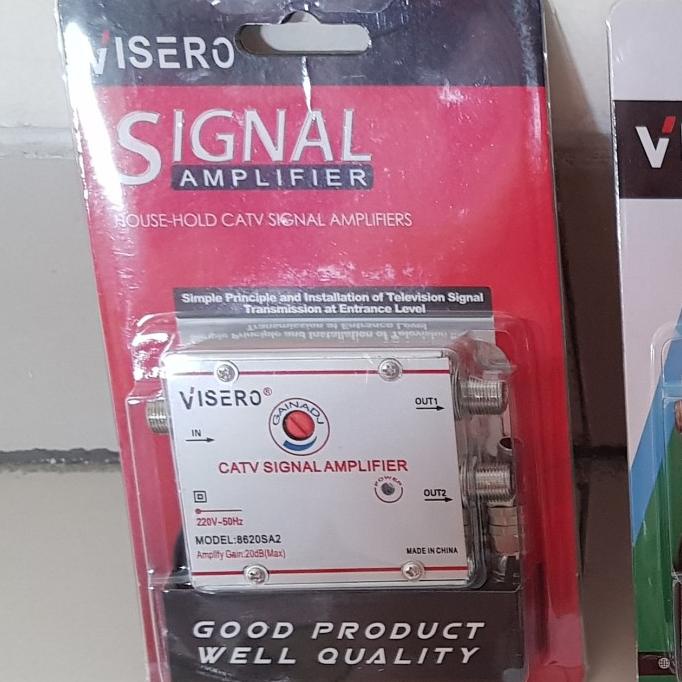 VISERO
SIGNAL
AMPLIFIER
HOUSE-HOLD CATV SIGNAL AMPLIFIERS
Simple Principle and Installation of Television Signal
Transmission at Entrance Level
VISERO®
GAINADJ
OUT1
IN
CATV SIGNAL AMPLIFIER
POWER
OUT2
220V~50Hz
MODEL:8620SA2
Amplify Gain:20dB(Max)
MADE IN CHINA
GOOD PRODUCT
WELL QUALITY